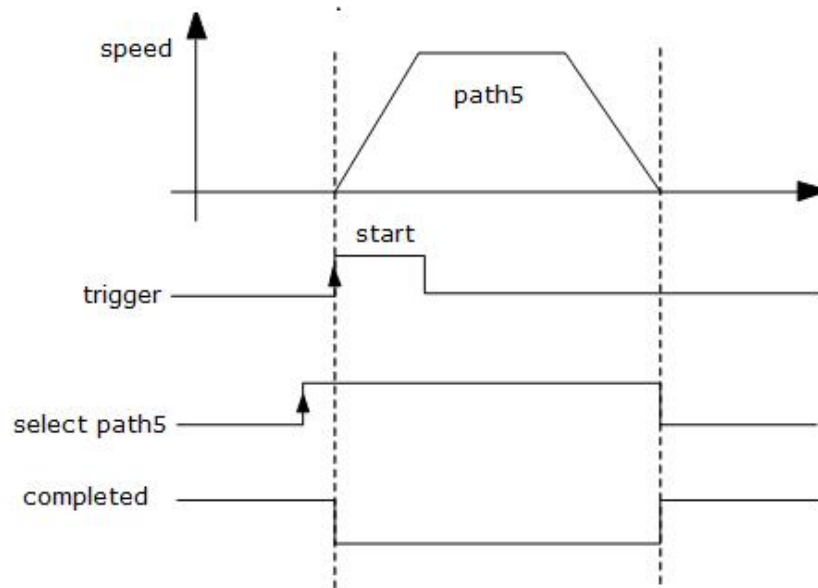 speed
path5
start
trigger
select path5
completed